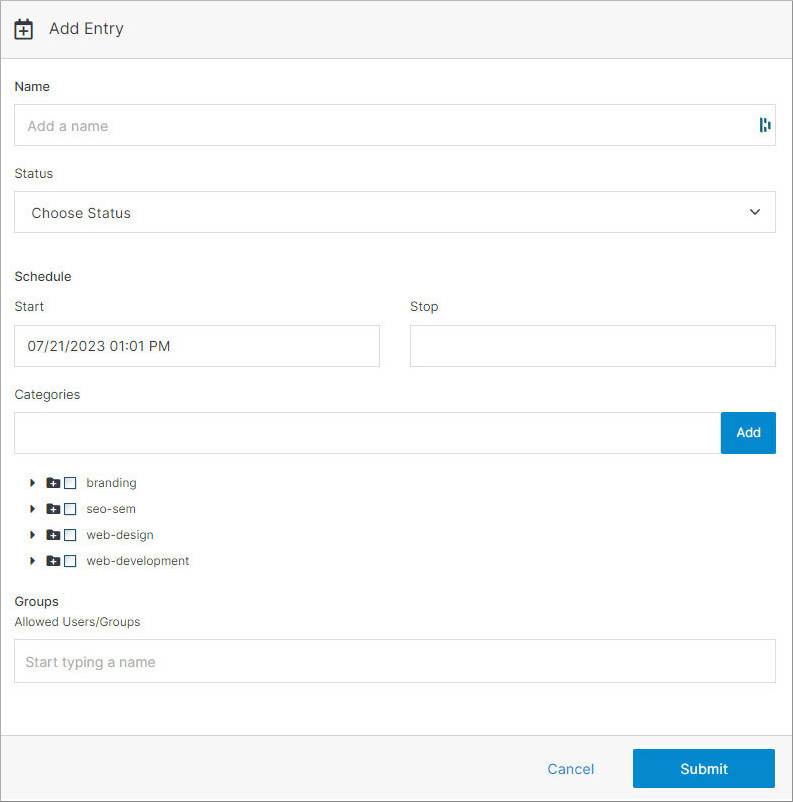 Add Entry
Name
Add a name
Status
Choose Status
Schedule
Start
Stop
07/21/2023 01:01 PM
Categories
Add
branding
seo-sem
web-design
web-development
Groups
Allowed Users/Groups
Start typing a name
Cancel
Submit